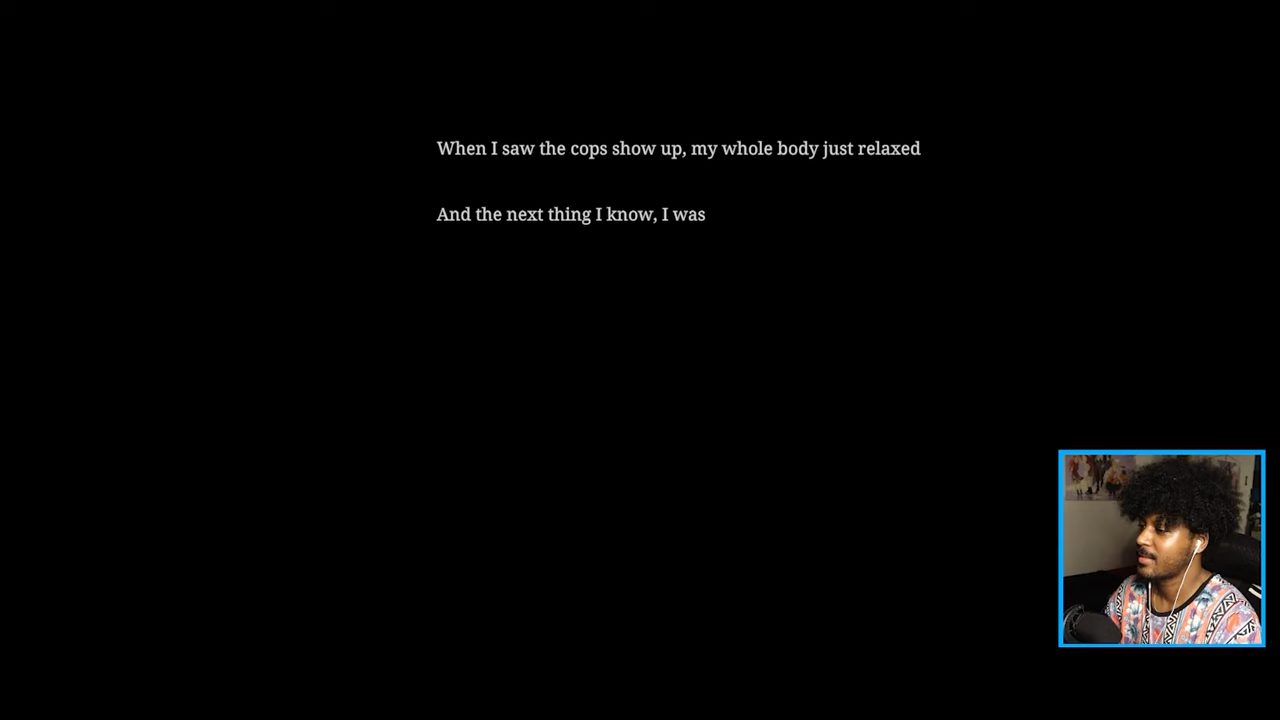 When I saw the cops show up, my whole body just relaxed
And the next thing I know, I was